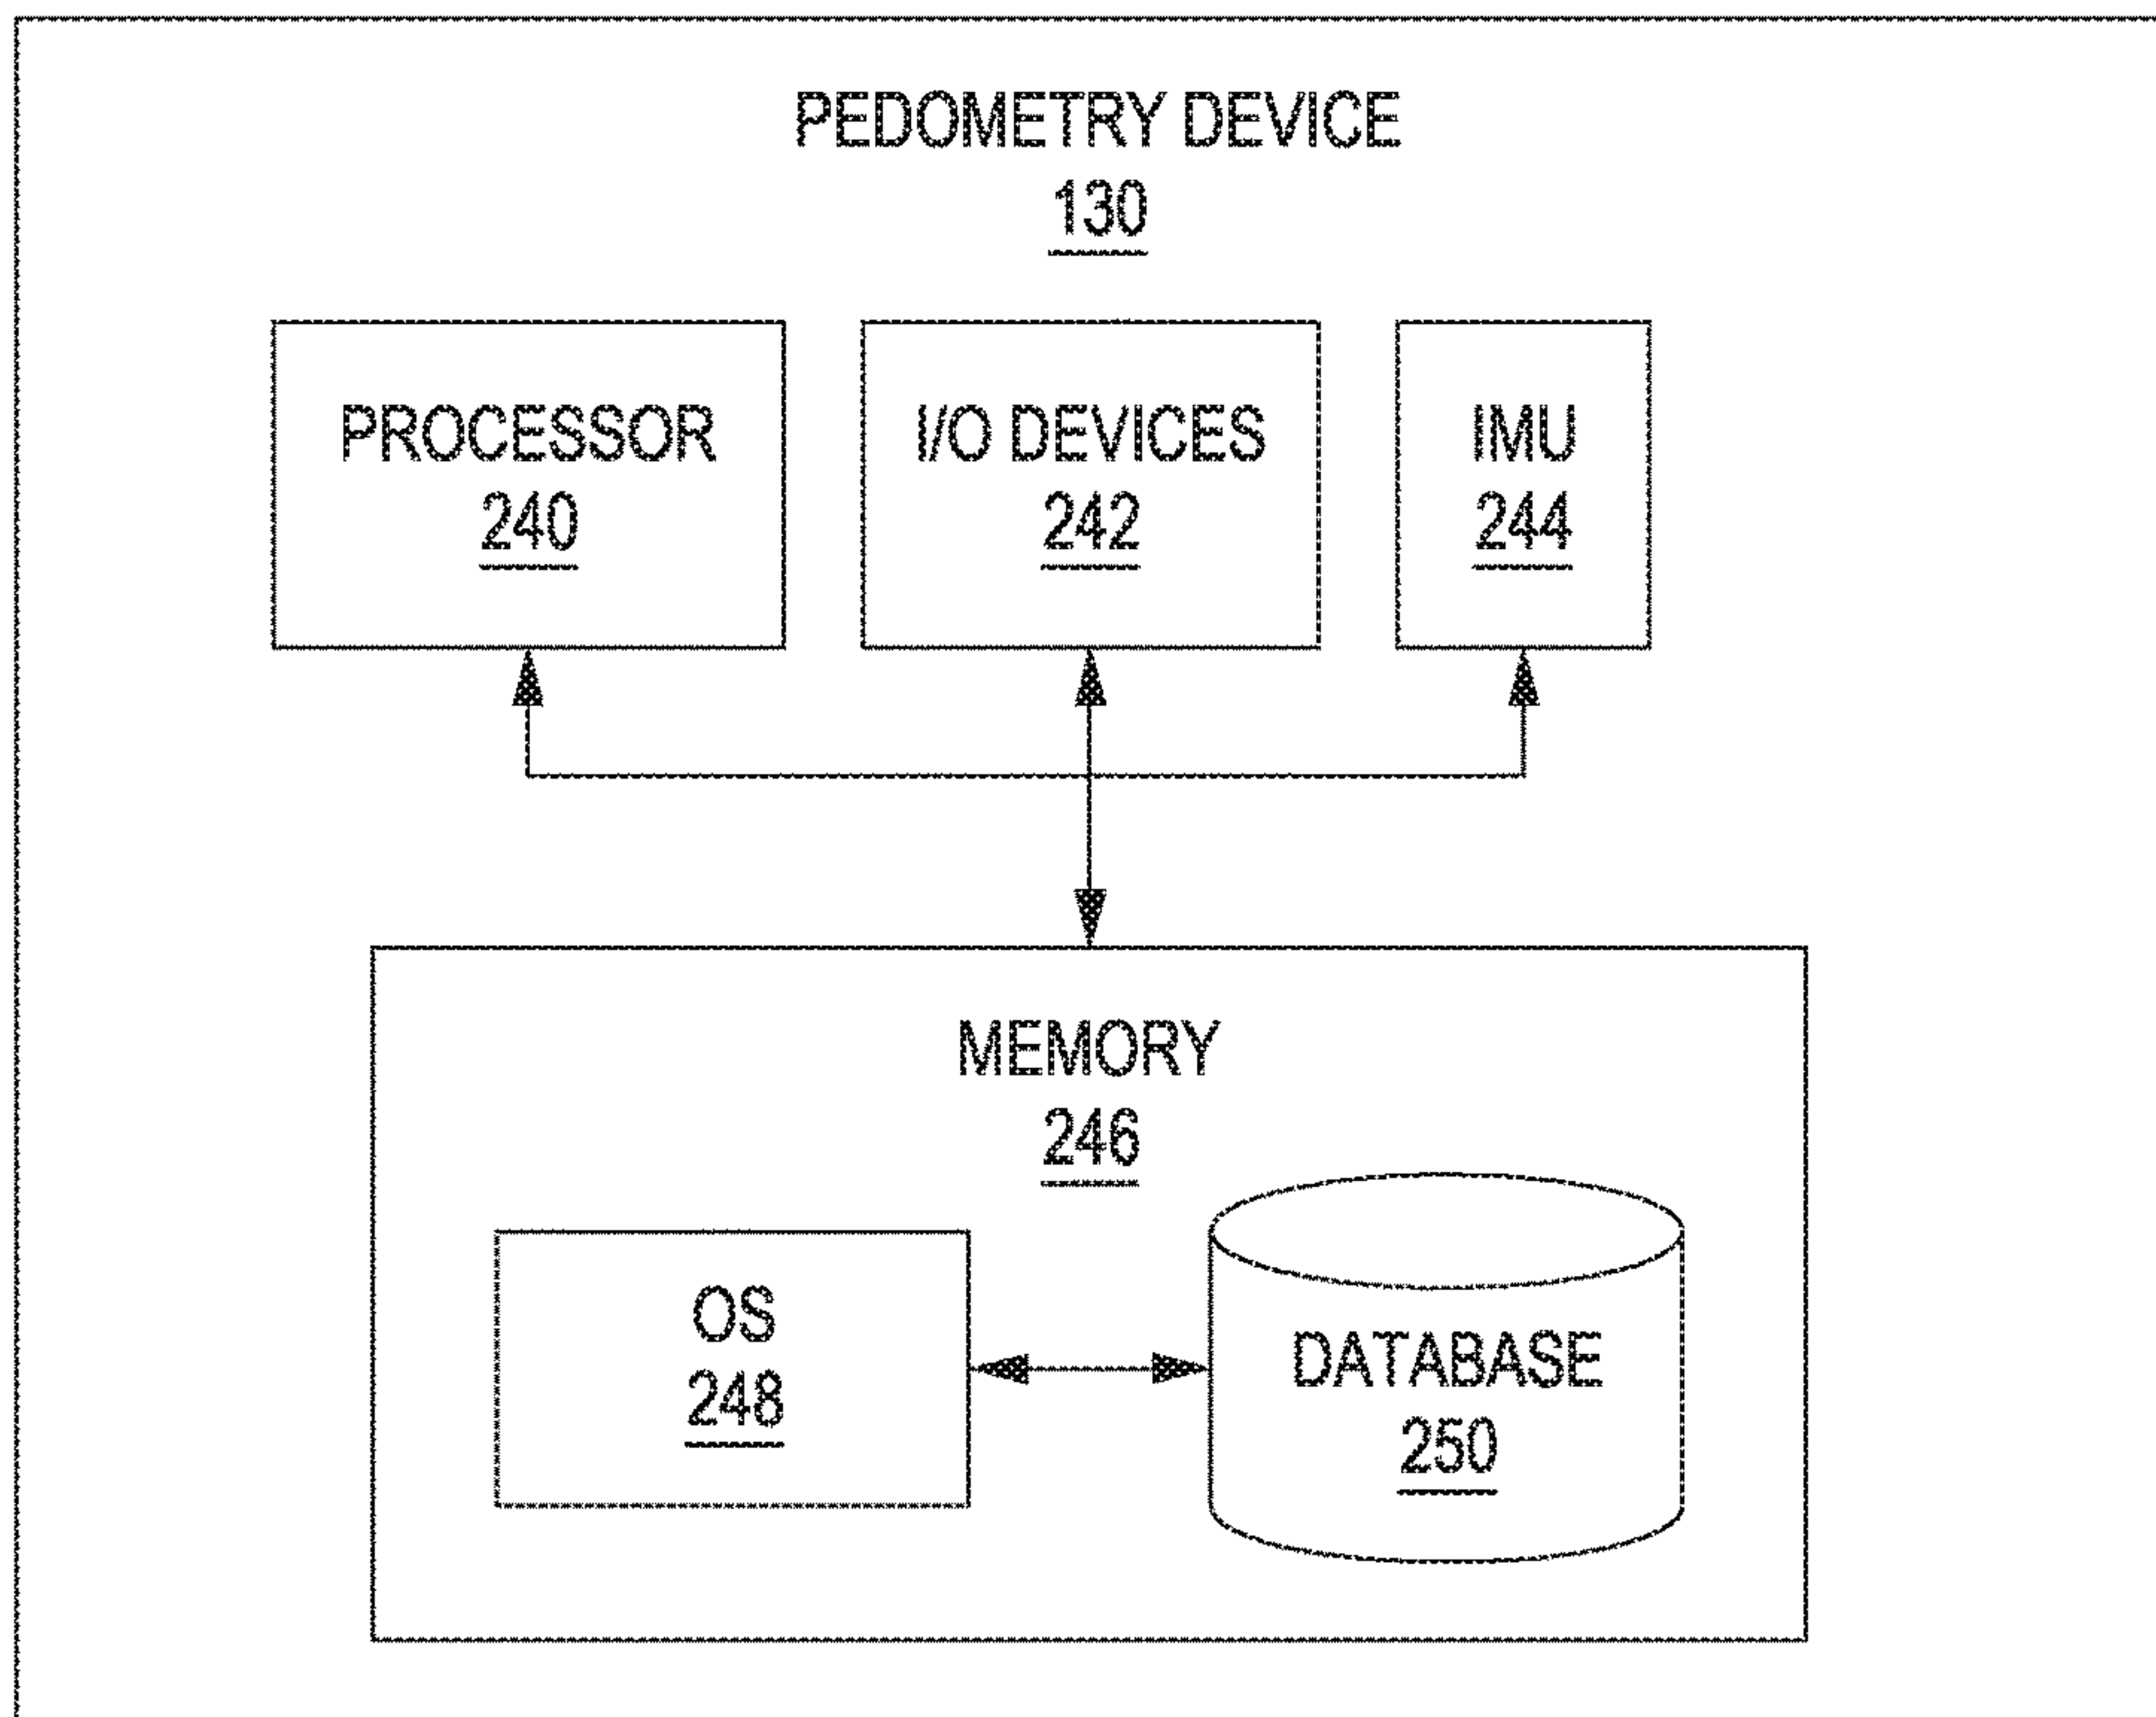 PEDOMETRY DEVICE
130
PROCESSOR
240
I/O DEVICES
242
IMU
244
MEMORY
246
OS
248
DATABASE
250